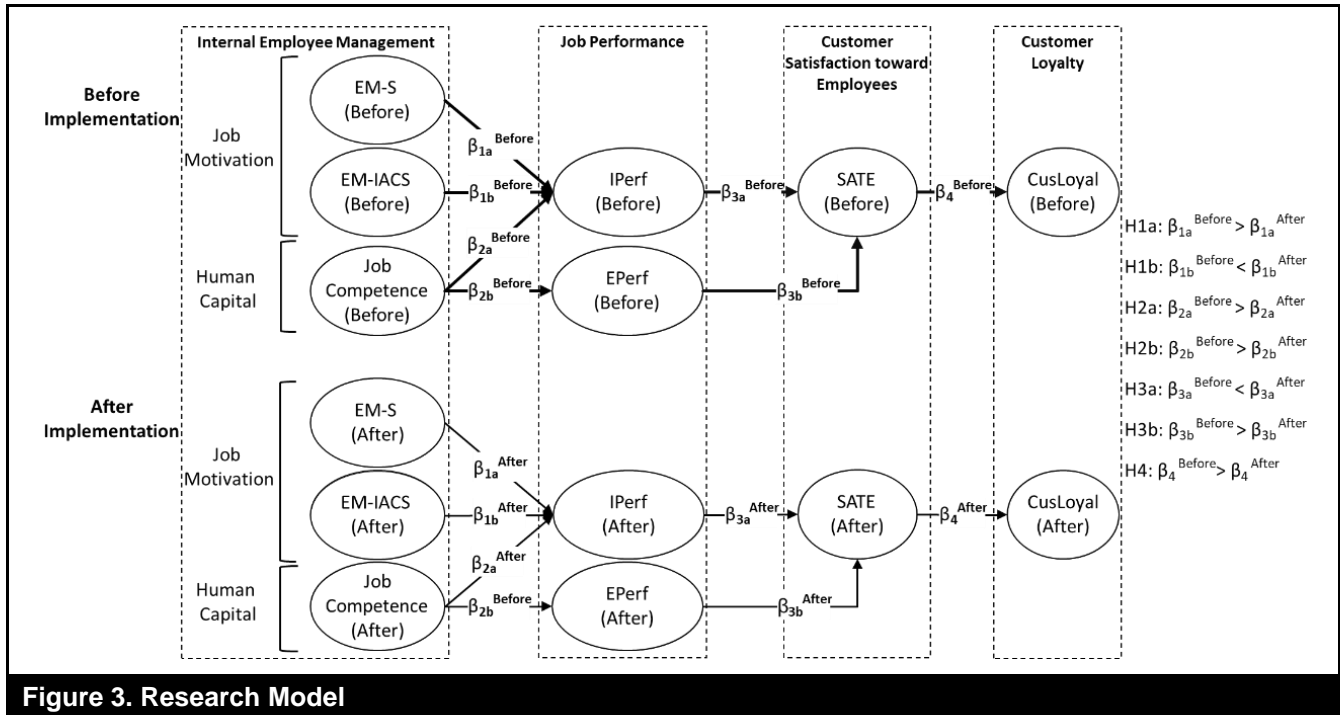 Internal Employee Management
Job Performance
Customer
Satisfaction toward
Employees
Customer
Loyalty
Before
Implementation
Job
Motivation
EM-S
(Before)
β1a^Before
EM-IACS
(Before)
β1b^Before
IPerf
(Before)
β3a^Before
SATE
(Before)
β4^Before
CusLoyal
(Before)
β2a^Before
Human
Capital
Job
Competence
(Before)
β2b^Before
EPerf
(Before)
β3b^Before
H1a: β1a^Before > β1a^After
H1b: β1b^Before < β1b^After
H2a: β2a^Before > β2a^After
H2b: β2b^Before > β2b^After
H3a: β3a^Before < β3a^After
H3b: β3b^Before > β3b^After
H4: β4^Before > β4^After
After
Implementation
Job
Motivation
EM-S
(After)
β1a^After
EM-IACS
(After)
β1b^After
IPerf
(After)
β3a^After
SATE
(After)
β4^After
CusLoyal
(After)
β2a^After
Human
Capital
Job
Competence
(After)
β2b^Before
EPerf
(After)
β3b^After
Figure 3. Research Model